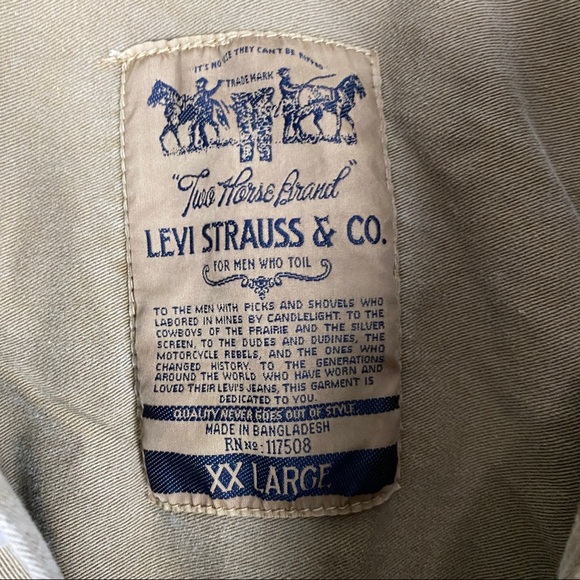 "IT'S NO USE THEY CAN'T BE RIPPED"
TRADE MARK
"Two Horse Brand"
LEVI STRAUSS & CO.
FOR MEN WHO TOIL
TO THE MEN WITH PICKS AND SHOVELS WHO
LABORED IN MINES BY CANDLELIGHT. TO THE
COWBOYS OF THE PRAIRIE AND THE SILVER
SCREEN, TO THE DUDES AND DUDINES, THE
MOTORCYCLE REBELS, AND THE ONES WHO
CHANGED HISTORY. TO THE GENERATIONS
AROUND THE WORLD WHO HAVE WORN AND
LOVED THEIR LEVI'S JEANS, THIS GARMENT IS
DEDICATED TO YOU.
QUALITY NEVER GOES OUT OF STYLE
MADE IN BANGLADESH
RN Nº: 117508
XX LARGE